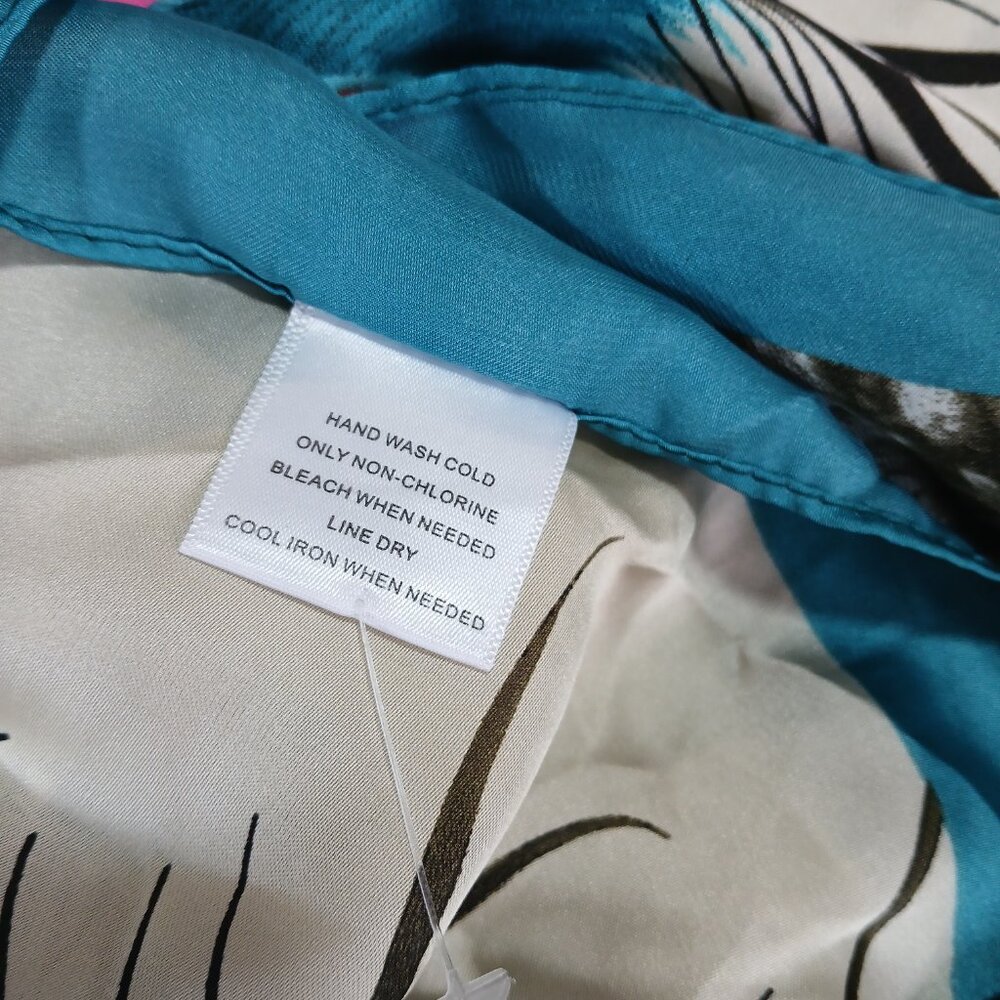 HAND WASH COLD
ONLY NON-CHLORINE
BLEACH WHEN NEEDED
LINE DRY
COOL IRON WHEN NEEDED